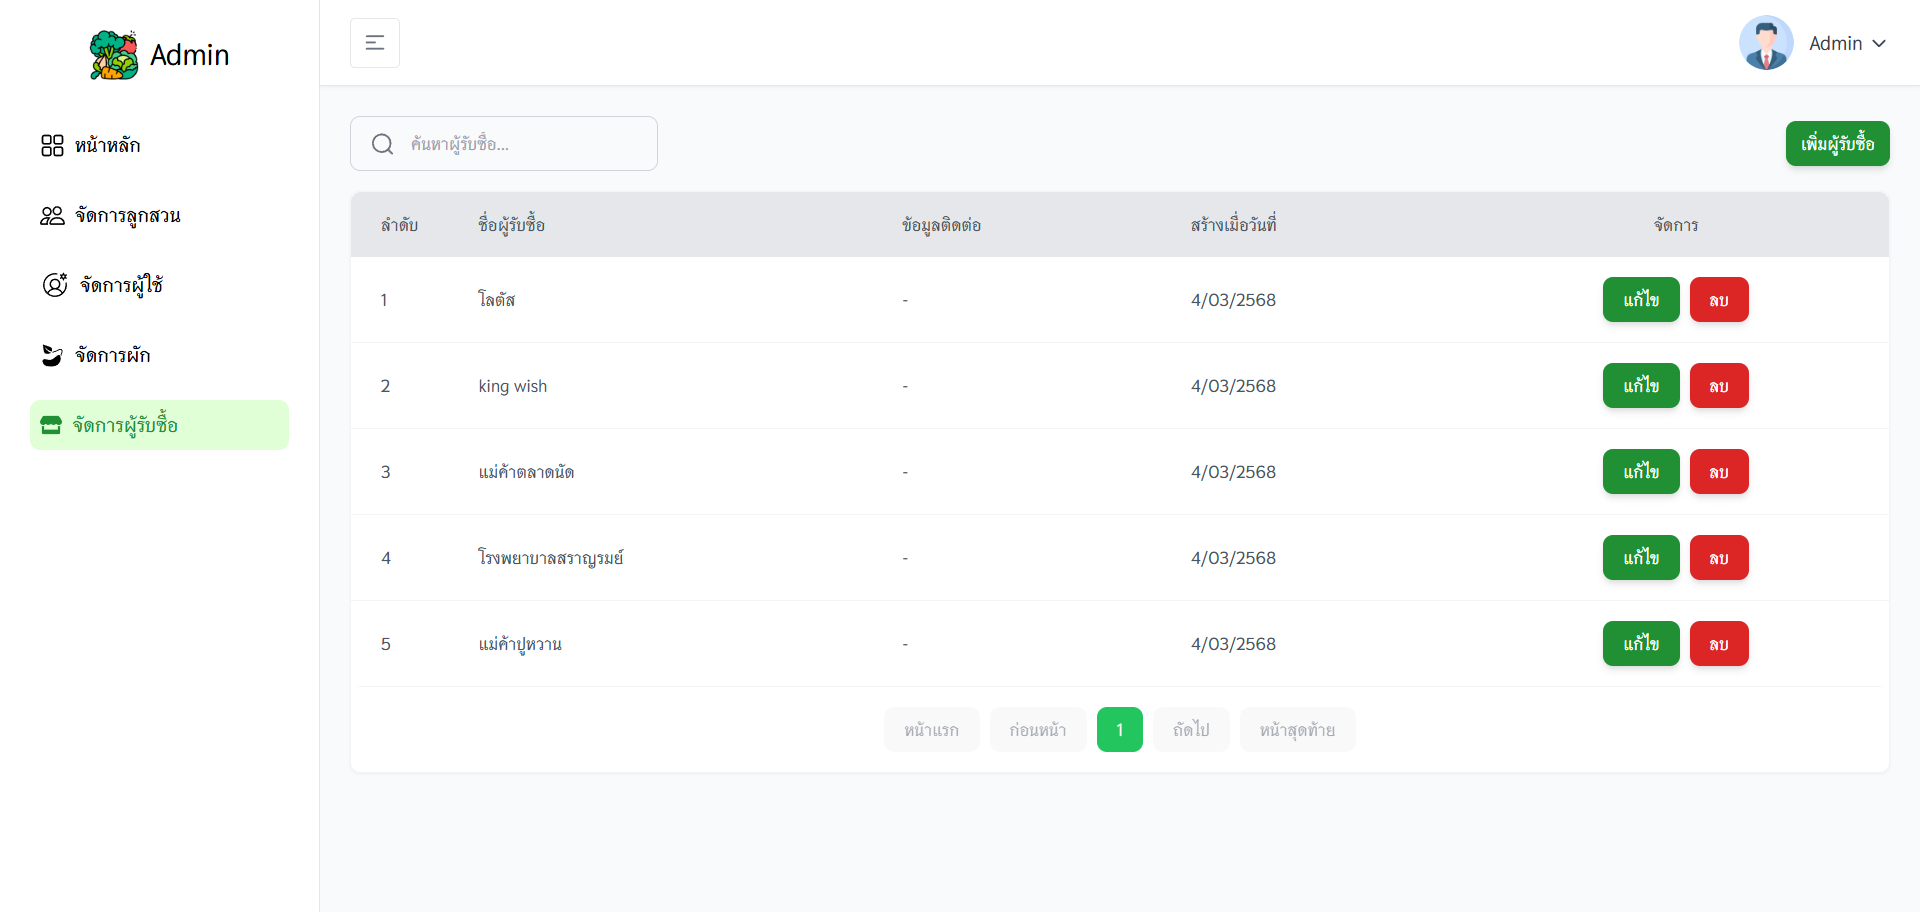 Admin
หน้าหลัก
จัดการลูกสวน
จัดการผู้ใช้
จัดการผัก
จัดการผู้รับซื้อ
Admin
ค้นหาผู้รับซื้อ...
เพิ่มผู้รับซื้อ
ลำดับ ชื่อผู้รับซื้อ ข้อมูลติดต่อ สร้างเมื่อวันที่ จัดการ
1 โลตัส - 4/03/2568 แก้ไข ลบ
2 king wish - 4/03/2568 แก้ไข ลบ
3 แม่ค้าตลาดนัด - 4/03/2568 แก้ไข ลบ
4 โรงพยาบาลสราญรมย์ - 4/03/2568 แก้ไข ลบ
5 แม่ค้าปูหวาน - 4/03/2568 แก้ไข ลบ
หน้าแรก ก่อนหน้า 1 ถัดไป หน้าสุดท้าย